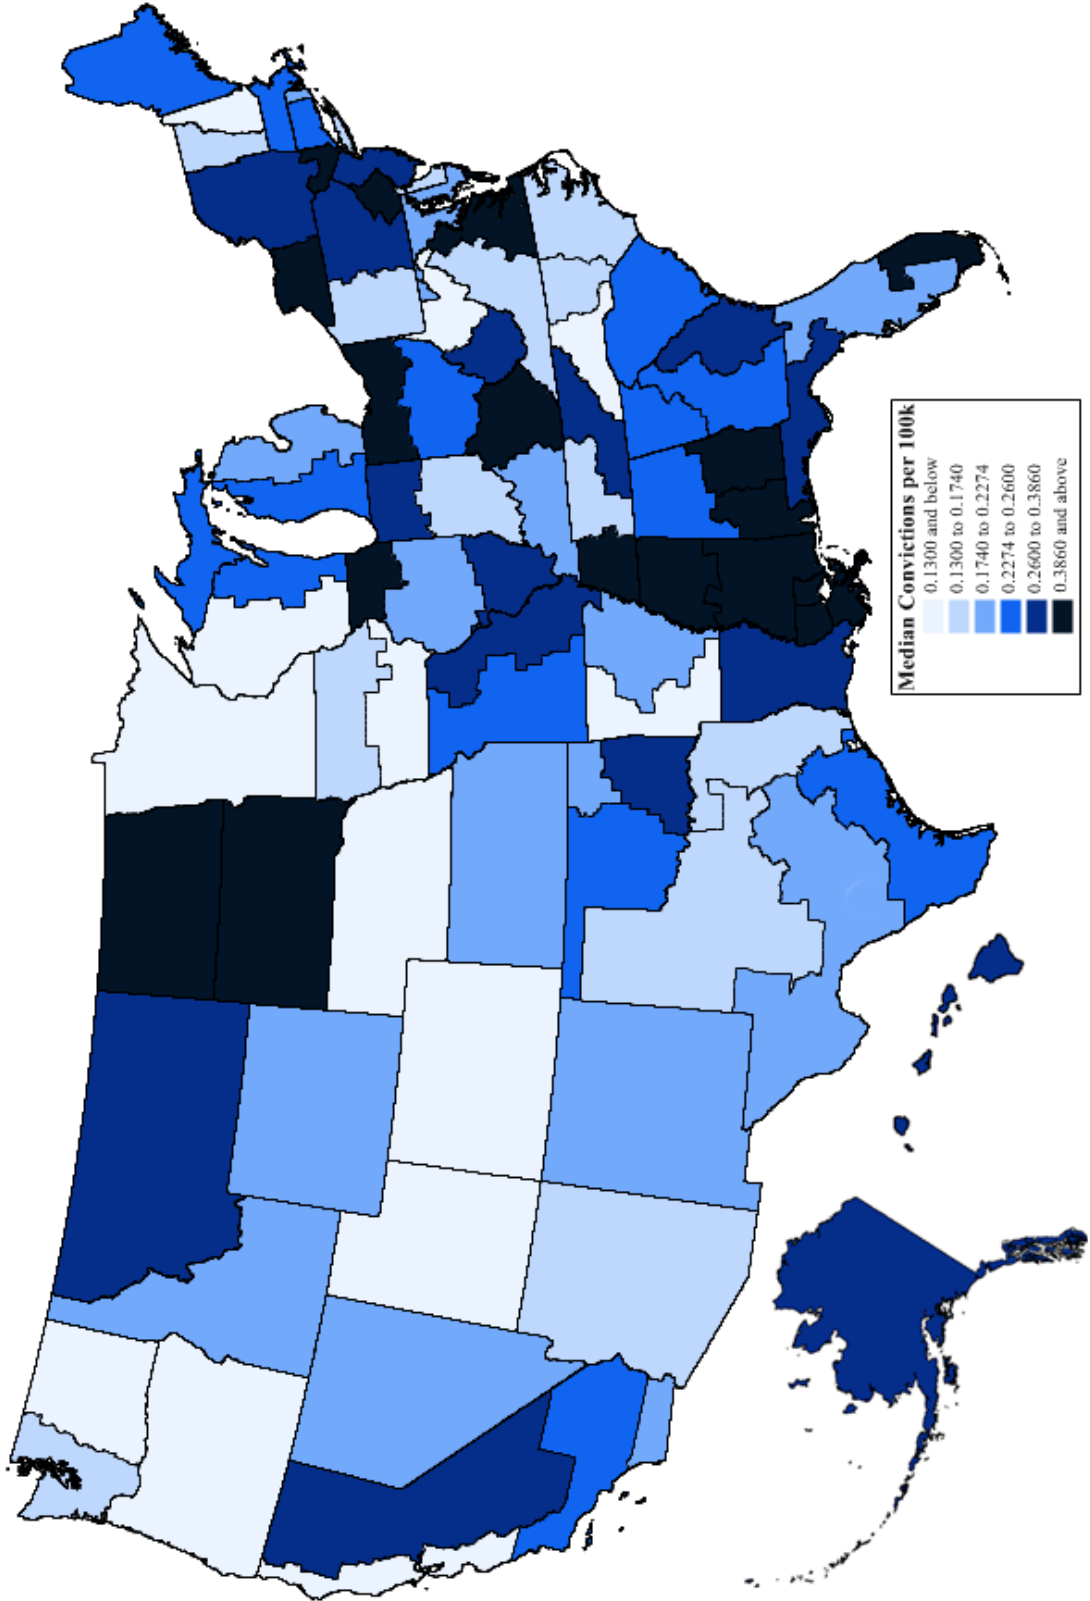 Median Convictions per 100k
0.1300 and below
0.1300 to 0.1740
0.1740 to 0.2274
0.2274 to 0.2600
0.2600 to 0.3860
0.3860 and above